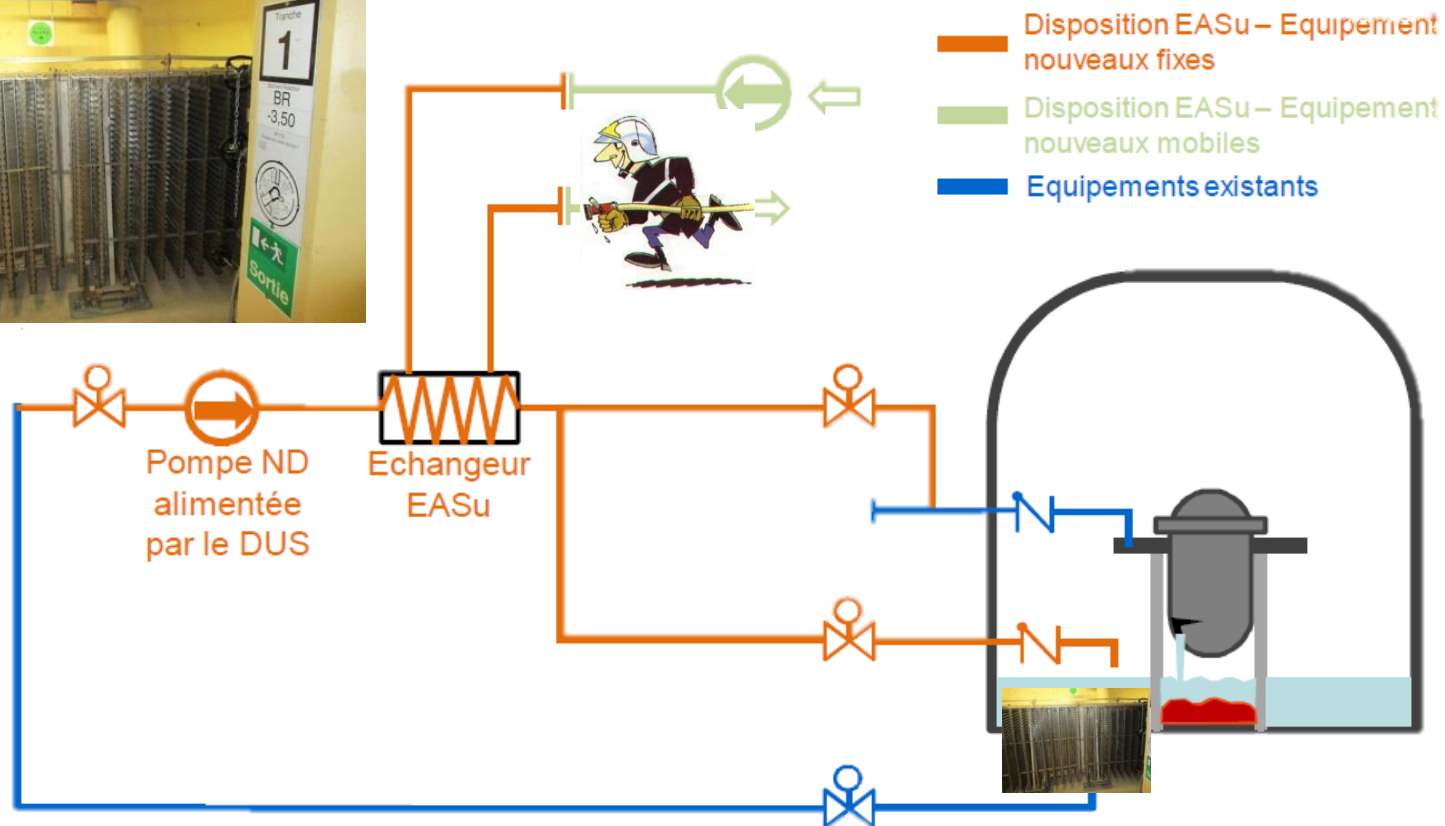 Tranche
1
BR
-3,50
Sortie
Disposition EASu – Equipement
nouveaux fixes
Disposition EASu – Equipement
nouveaux mobiles
Equipements existants
Pompe ND
alimentée
par le DUS
Echangeur
EASu